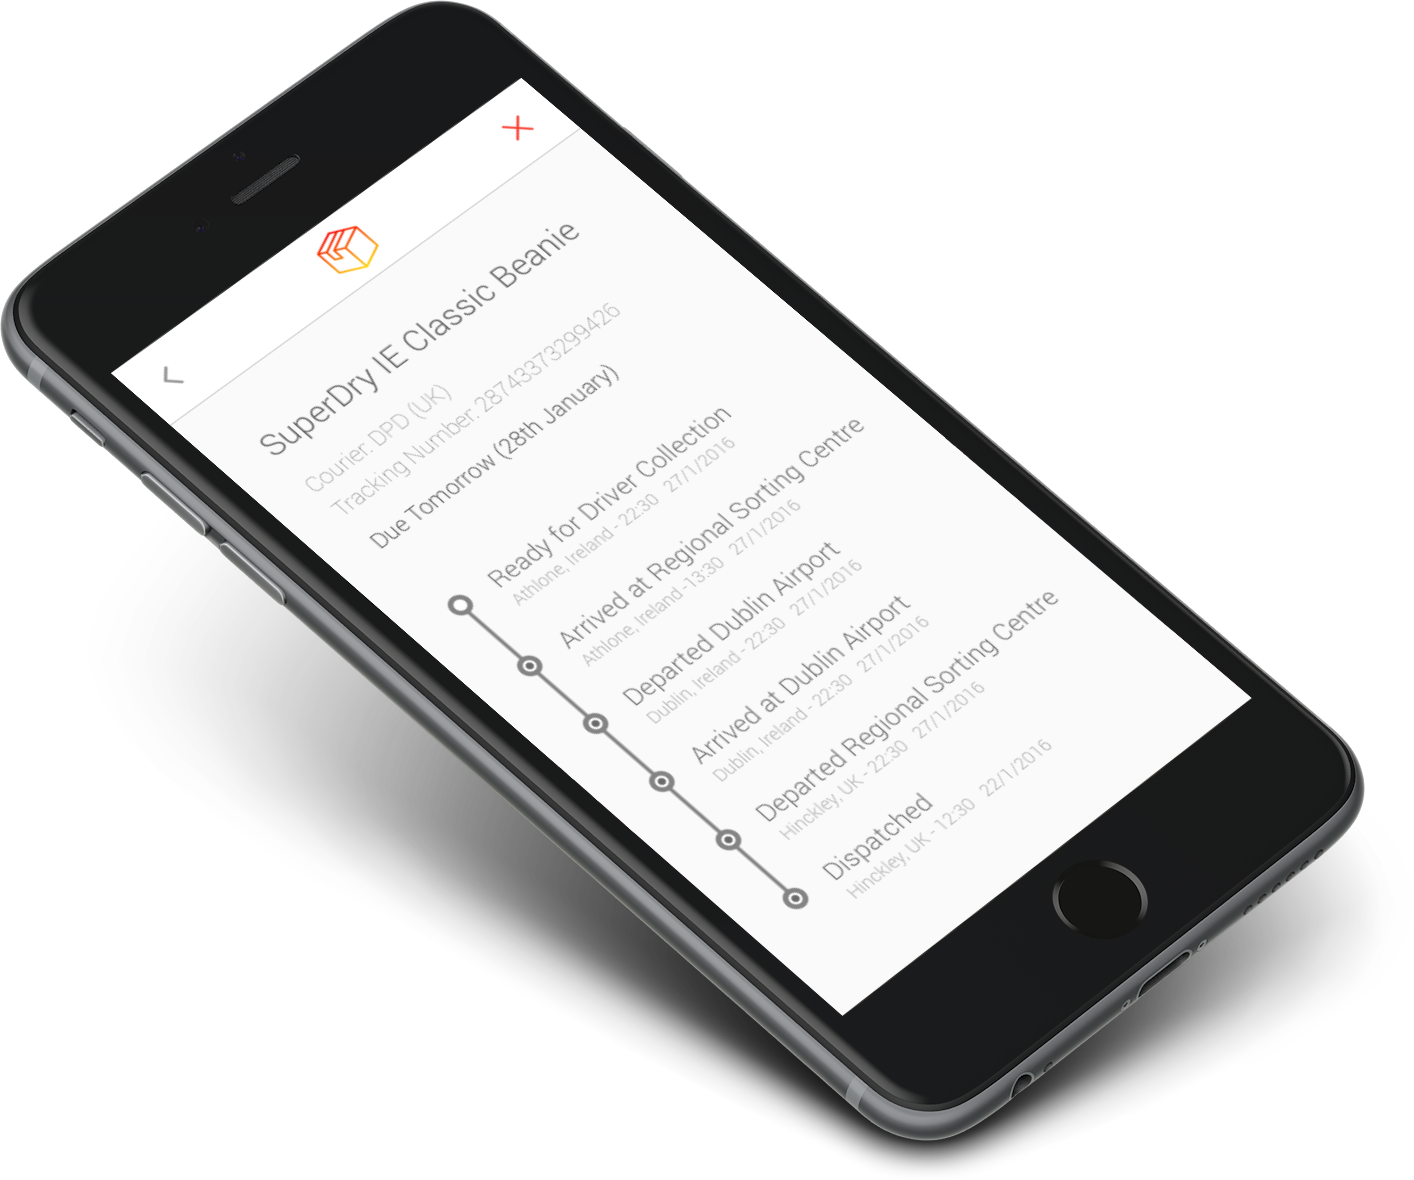 SuperDry IE Classic Beanie
Courier: DPD (UK)
Tracking Number: 28743373299426
Due Tomorrow (28th January)
Ready for Driver Collection
Athlone, Ireland - 22:30 27/1/2016
Arrived at Regional Sorting Centre
Athlone, Ireland -13:30 27/1/2016
Departed Dublin Airport
Dublin, Ireland - 22:30 27/1/2016
Arrived at Dublin Airport
Dublin, Ireland - 22:30 27/1/2016
Departed Regional Sorting Centre
Hinckley, UK - 22:30 27/1/2016
Dispatched
Hinckley, UK - 12:30 22/1/2016